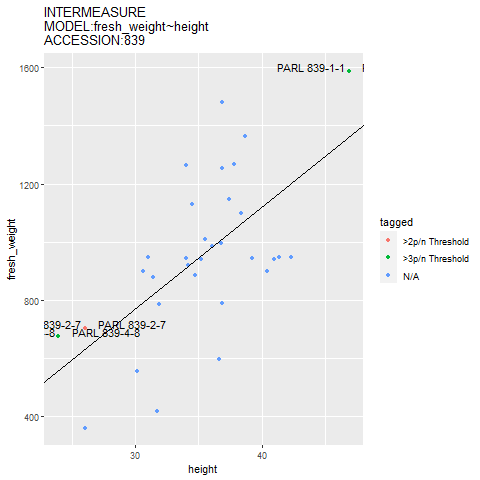 INTERMEASURE
MODEL:fresh_weight~height
ACCESSION:839
1600
1200
800
400
fresh_weight
PARL 839-1-1
839-2-7
PARL 839-2-7
-8
PARL 839-4-8
30
40
height
tagged
>2p/n Threshold
>3p/n Threshold
N/A